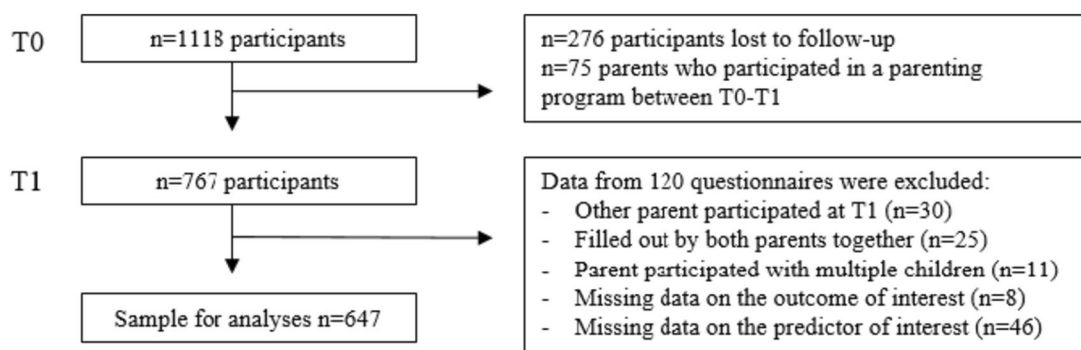 T0
n=1118 participants
n=276 participants lost to follow-up
n=75 parents who participated in a parenting
program between T0-T1
T1
n=767 participants
Data from 120 questionnaires were excluded:
- Other parent participated at T1 (n=30)
- Filled out by both parents together (n=25)
- Parent participated with multiple children (n=11)
- Missing data on the outcome of interest (n=8)
- Missing data on the predictor of interest (n=46)
Sample for analyses n=647